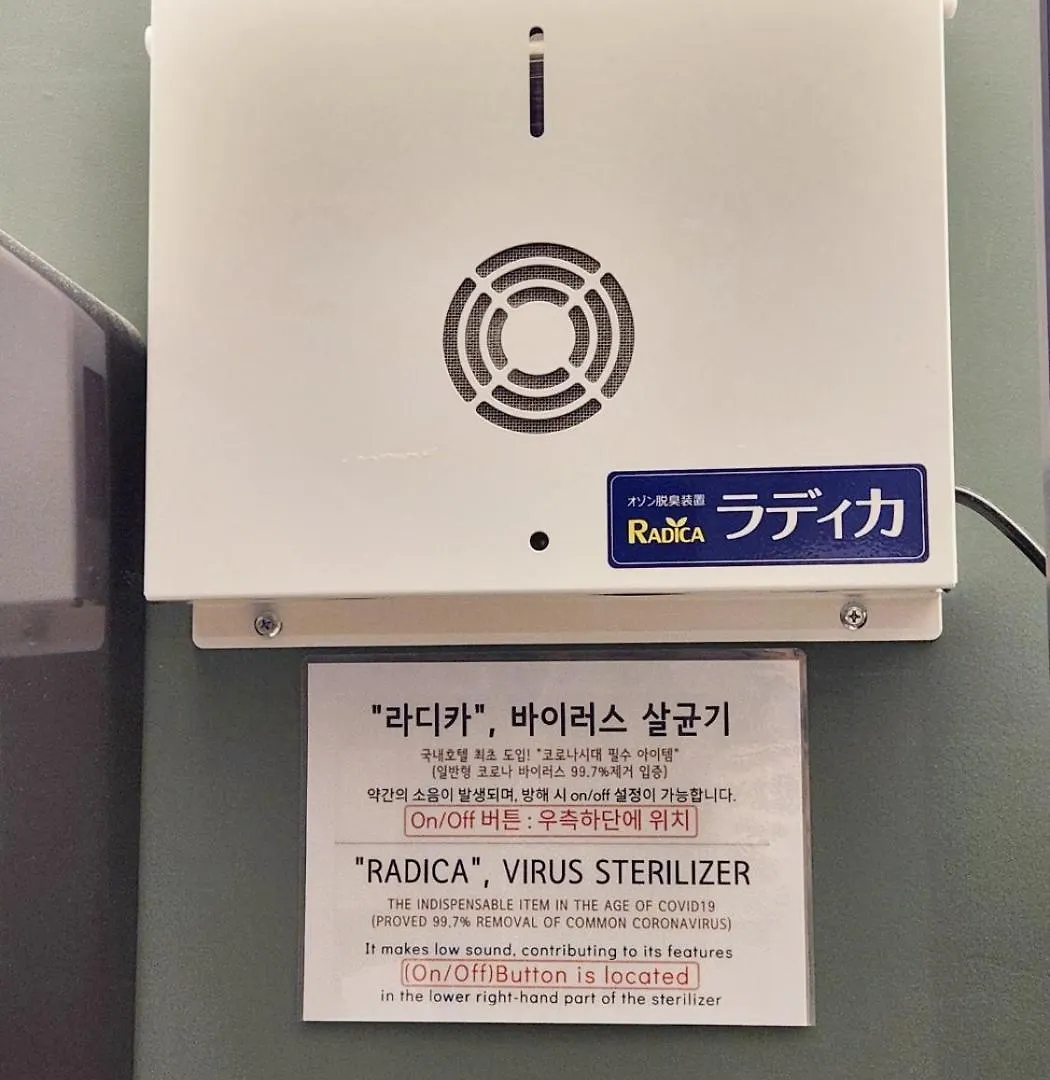 オゾン脱臭装置
RADICA
ラディカ
"라디카", 바이러스 살균기
국내호텔 최초 도입! "코로나시대 필수 아이템"
(일반형 코로나 바이러스 99.7%제거 입증)
약간의 소음이 발생되며, 방해 시 on/off 설정이 가능합니다.
On/Off 버튼 : 우측하단에 위치
"RADICA", VIRUS STERILIZER
THE INDISPENSABLE ITEM IN THE AGE OF COVID19
(PROVED 99.7% REMOVAL OF COMMON CORONAVIRUS)
It makes low sound, contributing to its features
(On/Off)Button is located
in the lower right-hand part of the sterilizer